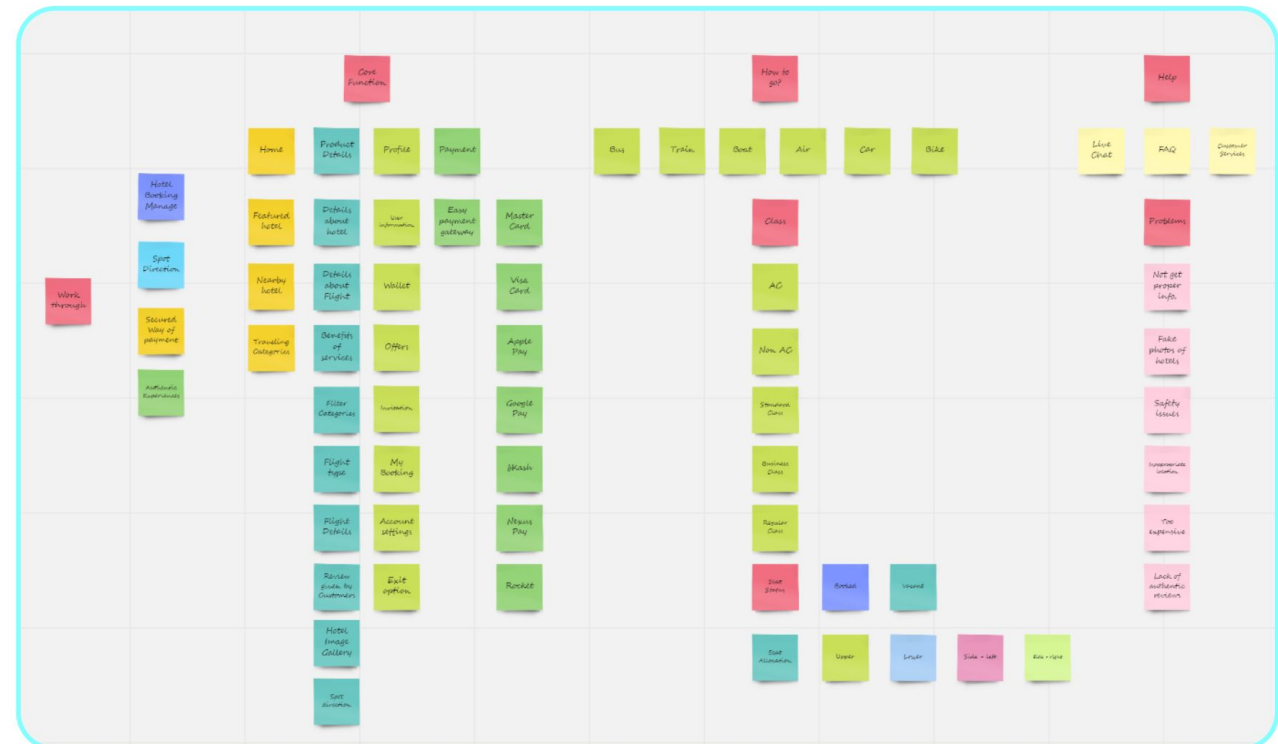 Core
Function
How to
go?
Help
Home
Product
Details
Profile
Payment
Bus
Train
Boat
Air
Car
Bike
Live
Chat
FAQ
Customer
Services
Hotel
Booking
Manage
Spot
Direction
Work
through
Secured
Way of
payment
Authentic
Experiences
Featured
hotel
Details
about
hotel
User
information
Easy
payment
gateway
Master
Card
Class
Problems
Nearby
hotel
Details
about
Flight
Wallet
Visa
Card
AC
Not get
proper
info.
Traveling
Categories
Benefits
of
services
Offers
Apple
Pay
Non AC
Fake
photos of
hotels
Filter
Categories
Invitation
Google
Pay
Standard
Class
Safety
issues
Flight
type
My
Booking
bKash
Business
Class
Flight
Details
Account
settings
Nexus
Pay
Regular
Class
Too
expensive
Review
given by
Customers
Exit
option
Rocket
Seat
Status
Booked
Lack of
authentic
reviews
Hotel
Image
Gallery
Seat
Allocation
Upper
Lower
Side - left
direction